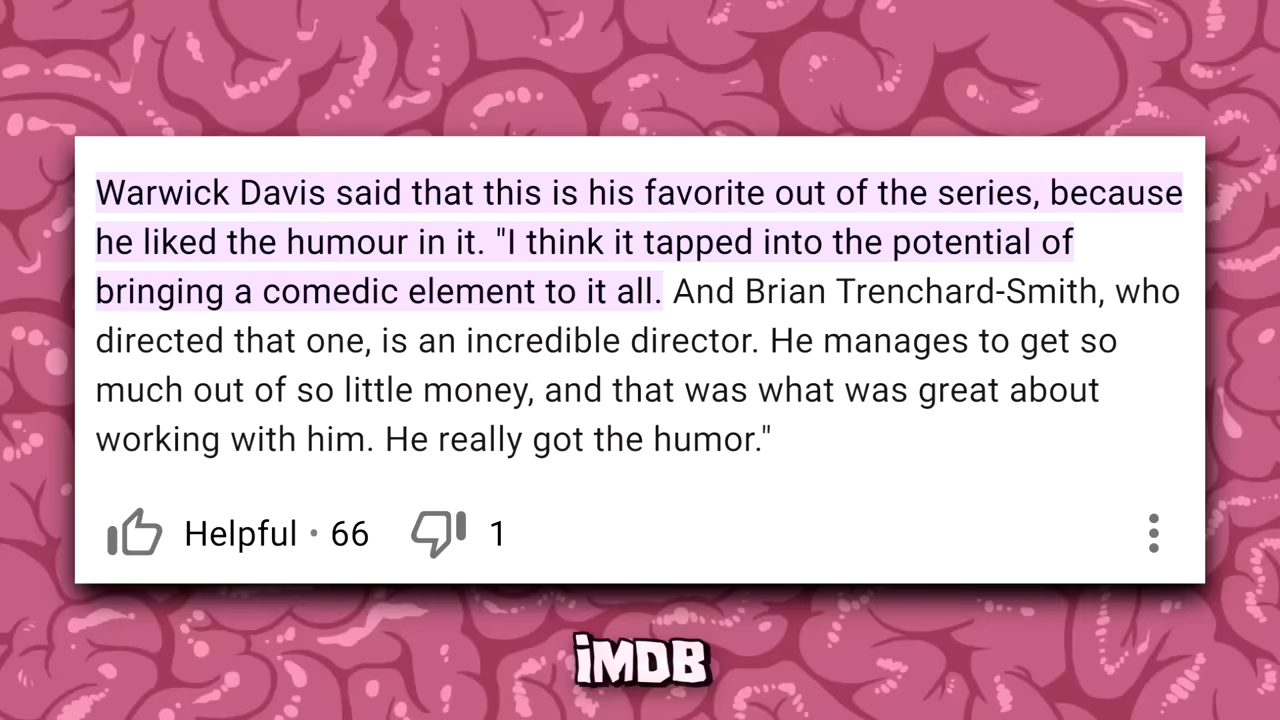 Warwick Davis said that this is his favorite out of the series, because
he liked the humour in it. "I think it tapped into the potential of
bringing a comedic element to it all. And Brian Trenchard-Smith, who
directed that one, is an incredible director. He manages to get so
much out of so little money, and that was what was great about
working with him. He really got the humor."
Helpful • 66 1
iMDB